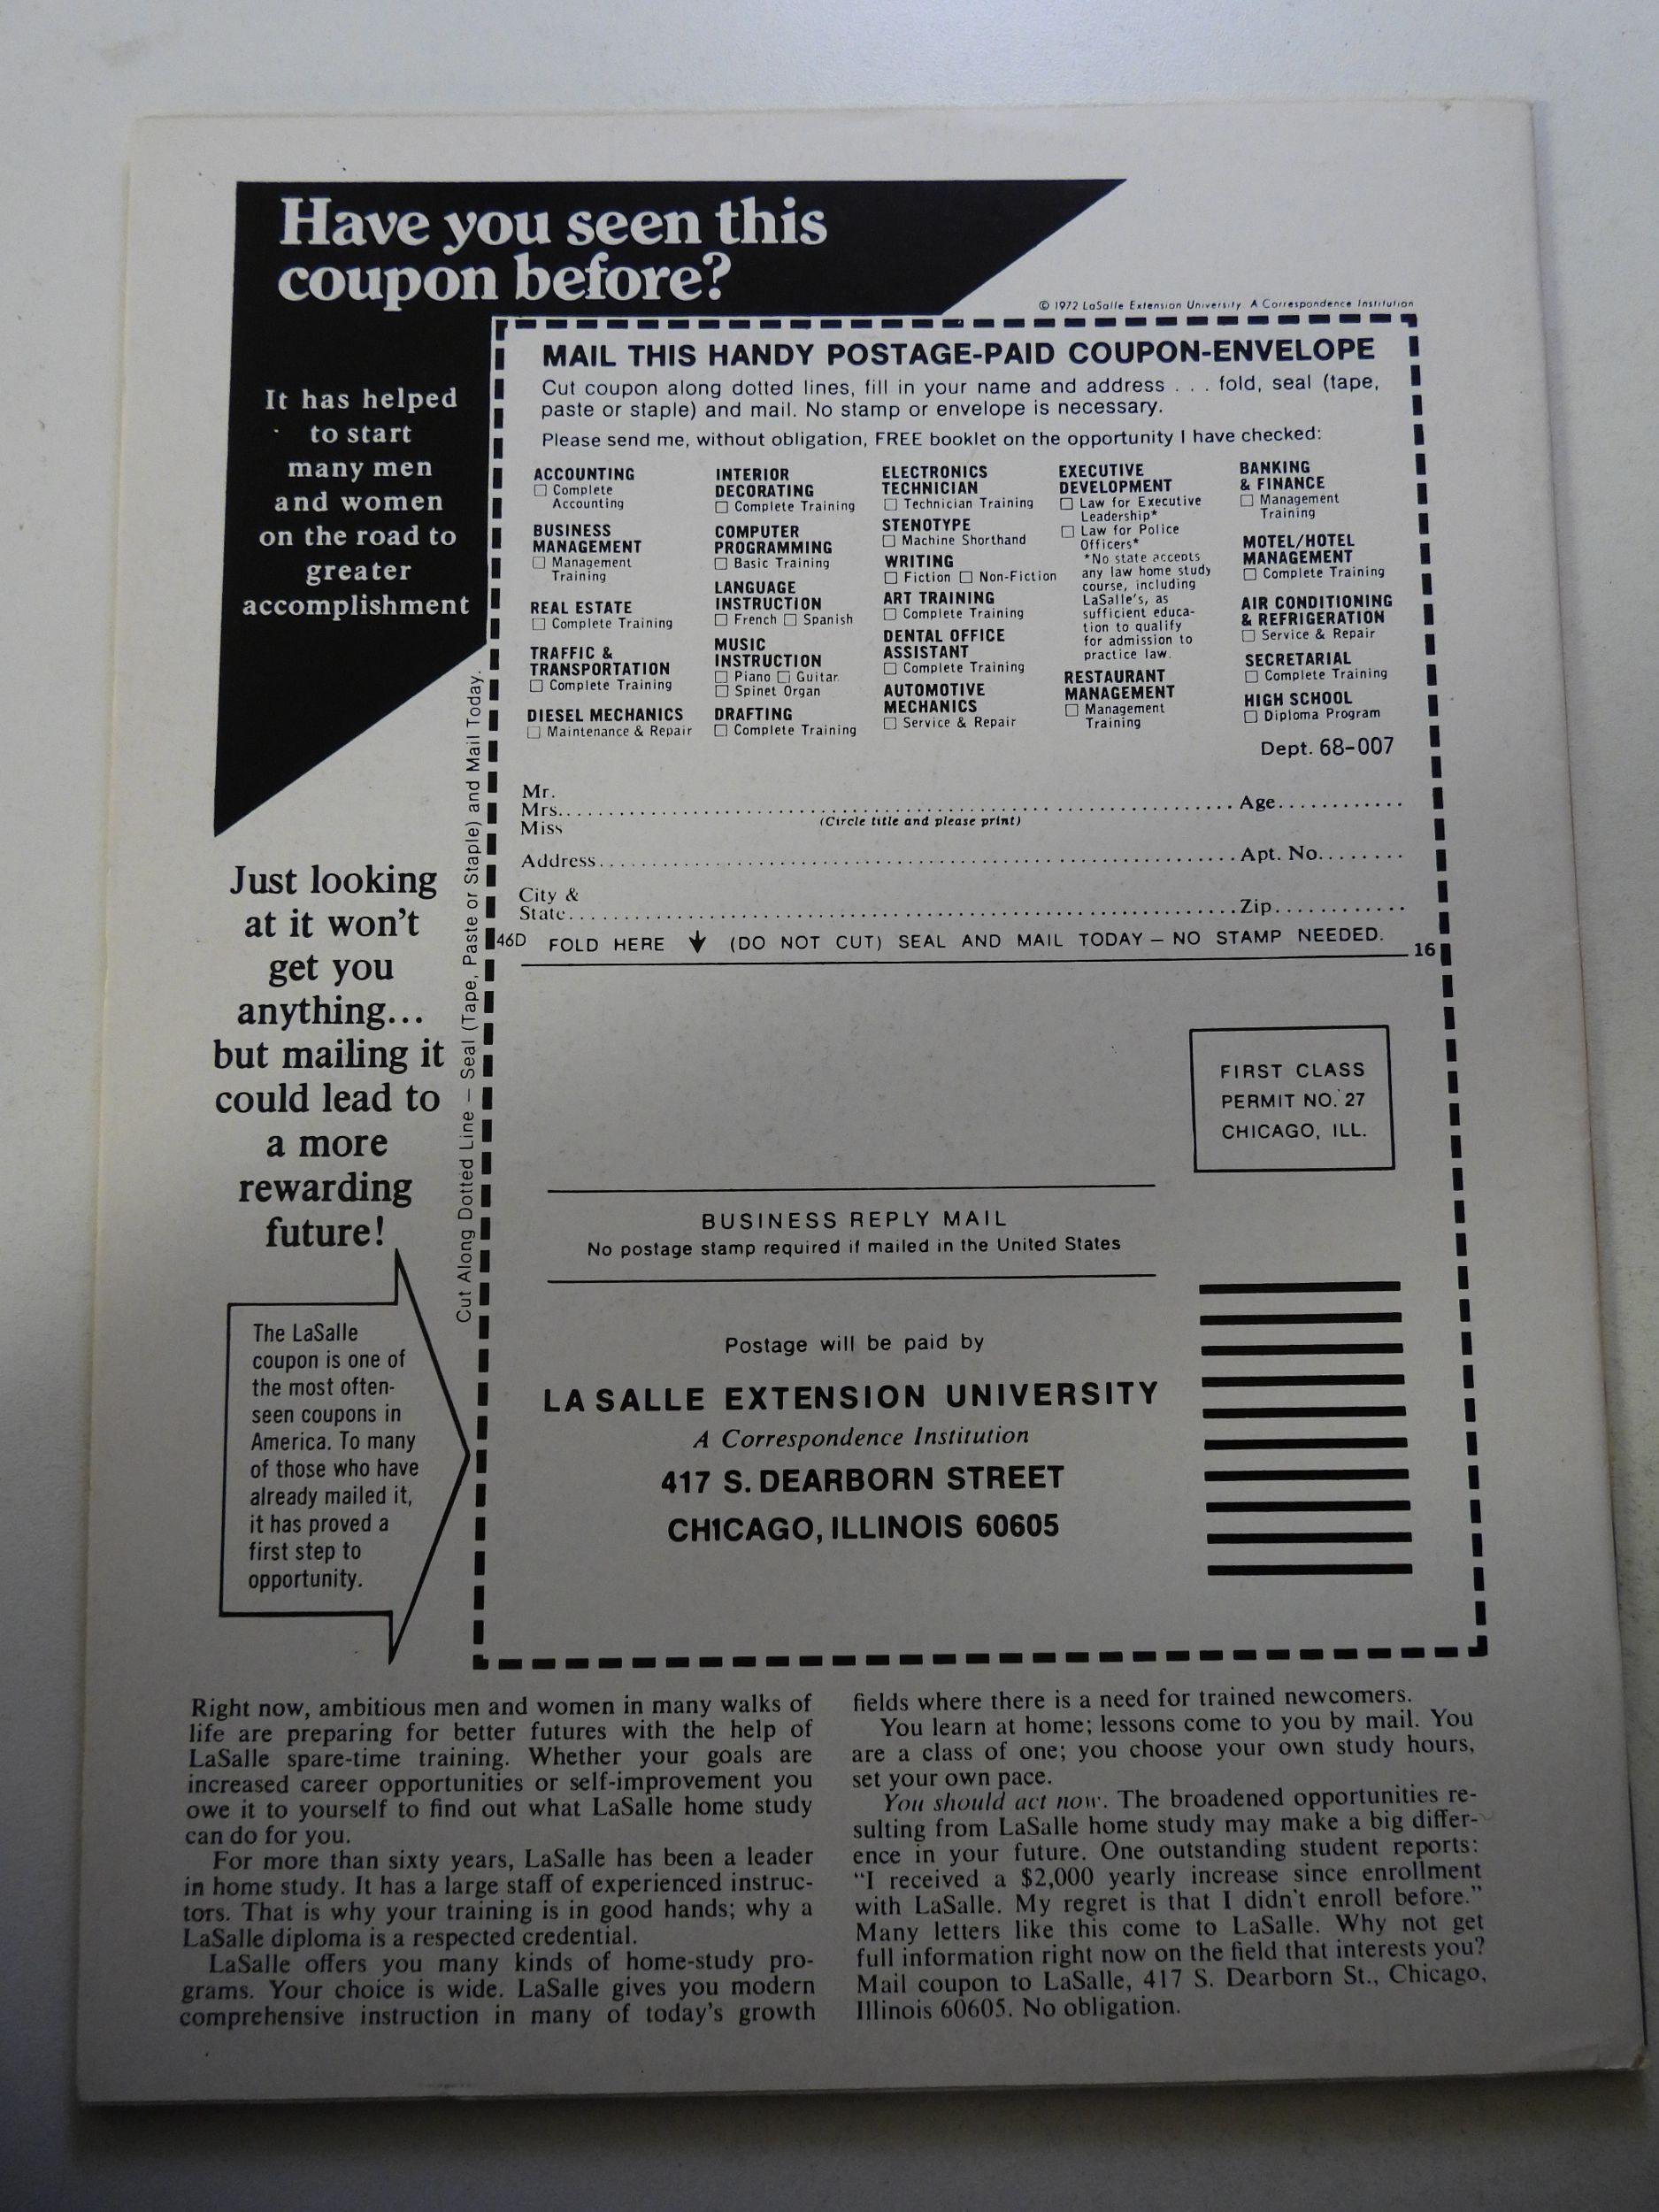 Have you seen this
coupon before?
It has helped
to start
many men
and women
on the road to
greater
accomplishment
Just looking
at it won't
get you
anything...
but mailing it
could lead to
a more
rewarding
future!
The LaSalle
coupon is one of
the most often-
seen coupons in
America. To many
of those who have
already mailed it,
it has proved a
first step to
opportunity.
Cut Along Dotted Line – Seal (Tape, Paste or Staple) and Mail Today.
© 1972 LaSalle Extension University A Correspondence Institution
MAIL THIS HANDY POSTAGE-PAID COUPON-ENVELOPE
Cut coupon along dotted lines, fill in your name and address . . . fold, seal (tape,
paste or staple) and mail. No stamp or envelope is necessary.
Please send me, without obligation, FREE booklet on the opportunity I have checked:
ACCOUNTING
☐ Complete
Accounting
BUSINESS
MANAGEMENT
☐ Management
Training
REAL ESTATE
☐ Complete Training
TRAFFIC &
TRANSPORTATION
☐ Complete Training
DIESEL MECHANICS
☐ Maintenance & Repair
INTERIOR
DECORATING
☐ Complete Training
COMPUTER
PROGRAMMING
☐ Basic Training
LANGUAGE
INSTRUCTION
☐ French ☐ Spanish
MUSIC
INSTRUCTION
☐ Piano ☐ Guitar
☐ Spinet Organ
DRAFTING
☐ Complete Training
ELECTRONICS
TECHNICIAN
☐ Technician Training
STENOTYPE
☐ Machine Shorthand
WRITING
☐ Fiction ☐ Non-Fiction
ART TRAINING
☐ Complete Training
DENTAL OFFICE
ASSISTANT
☐ Complete Training
AUTOMOTIVE
MECHANICS
☐ Service & Repair
EXECUTIVE
DEVELOPMENT
☐ Law for Executive
Leadership*
☐ Law for Police
Officers*
*No state accepts
any law home study
course, including
LaSalle's, as
sufficient educa-
tion to qualify
for admission to
practice law.
RESTAURANT
MANAGEMENT
☐ Management
Training
BANKING
& FINANCE
☐ Management
Training
MOTEL/HOTEL
MANAGEMENT
☐ Complete Training
AIR CONDITIONING
& REFRIGERATION
☐ Service & Repair
SECRETARIAL
☐ Complete Training
HIGH SCHOOL
☐ Diploma Program
Dept. 68-007
Mr.
Mrs. Age
Miss (Circle title and please print)
Address Apt. No.
City &
State Zip
46D FOLD HERE ↓ (DO NOT CUT) SEAL AND MAIL TODAY – NO STAMP NEEDED. 16
FIRST CLASS
PERMIT NO. 27
CHICAGO, ILL.
BUSINESS REPLY MAIL
No postage stamp required if mailed in the United States
Postage will be paid by
LA SALLE EXTENSION UNIVERSITY
A Correspondence Institution
417 S. DEARBORN STREET
CHICAGO, ILLINOIS 60605
Right now, ambitious men and women in many walks of
life are preparing for better futures with the help of
LaSalle spare-time training. Whether your goals are
increased career opportunities or self-improvement you
owe it to yourself to find out what LaSalle home study
can do for you.
For more than sixty years, LaSalle has been a leader
in home study. It has a large staff of experienced instruc-
tors. That is why your training is in good hands; why a
LaSalle diploma is a respected credential.
LaSalle offers you many kinds of home-study pro-
grams. Your choice is wide. LaSalle gives you modern
comprehensive instruction in many of today's growth
fields where there is a need for trained newcomers.
You learn at home; lessons come to you by mail. You
are a class of one; you choose your own study hours,
set your own pace.
You should act now. The broadened opportunities re-
sulting from LaSalle home study may make a big differ-
ence in your future. One outstanding student reports:
“I received a $2,000 yearly increase since enrollment
with LaSalle. My regret is that I didn't enroll before.”
Many letters like this come to LaSalle. Why not get
full information right now on the field that interests you?
Mail coupon to LaSalle, 417 S. Dearborn St., Chicago,
Illinois 60605. No obligation.